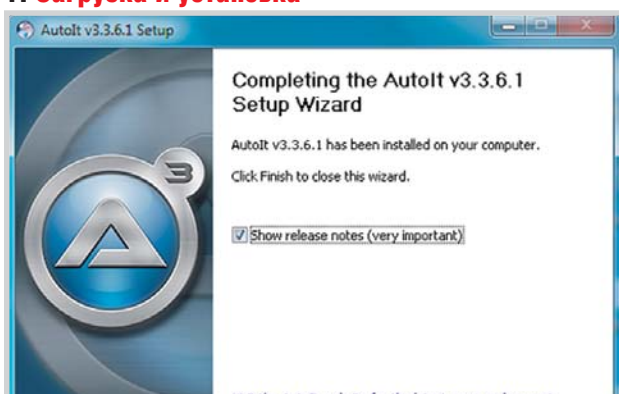 AutoIt v3.3.6.1 Setup
Completing the AutoIt v3.3.6.1
Setup Wizard
AutoIt v3.3.6.1 has been installed on your computer.
Click Finish to close this wizard.
Show release notes (very important)
3